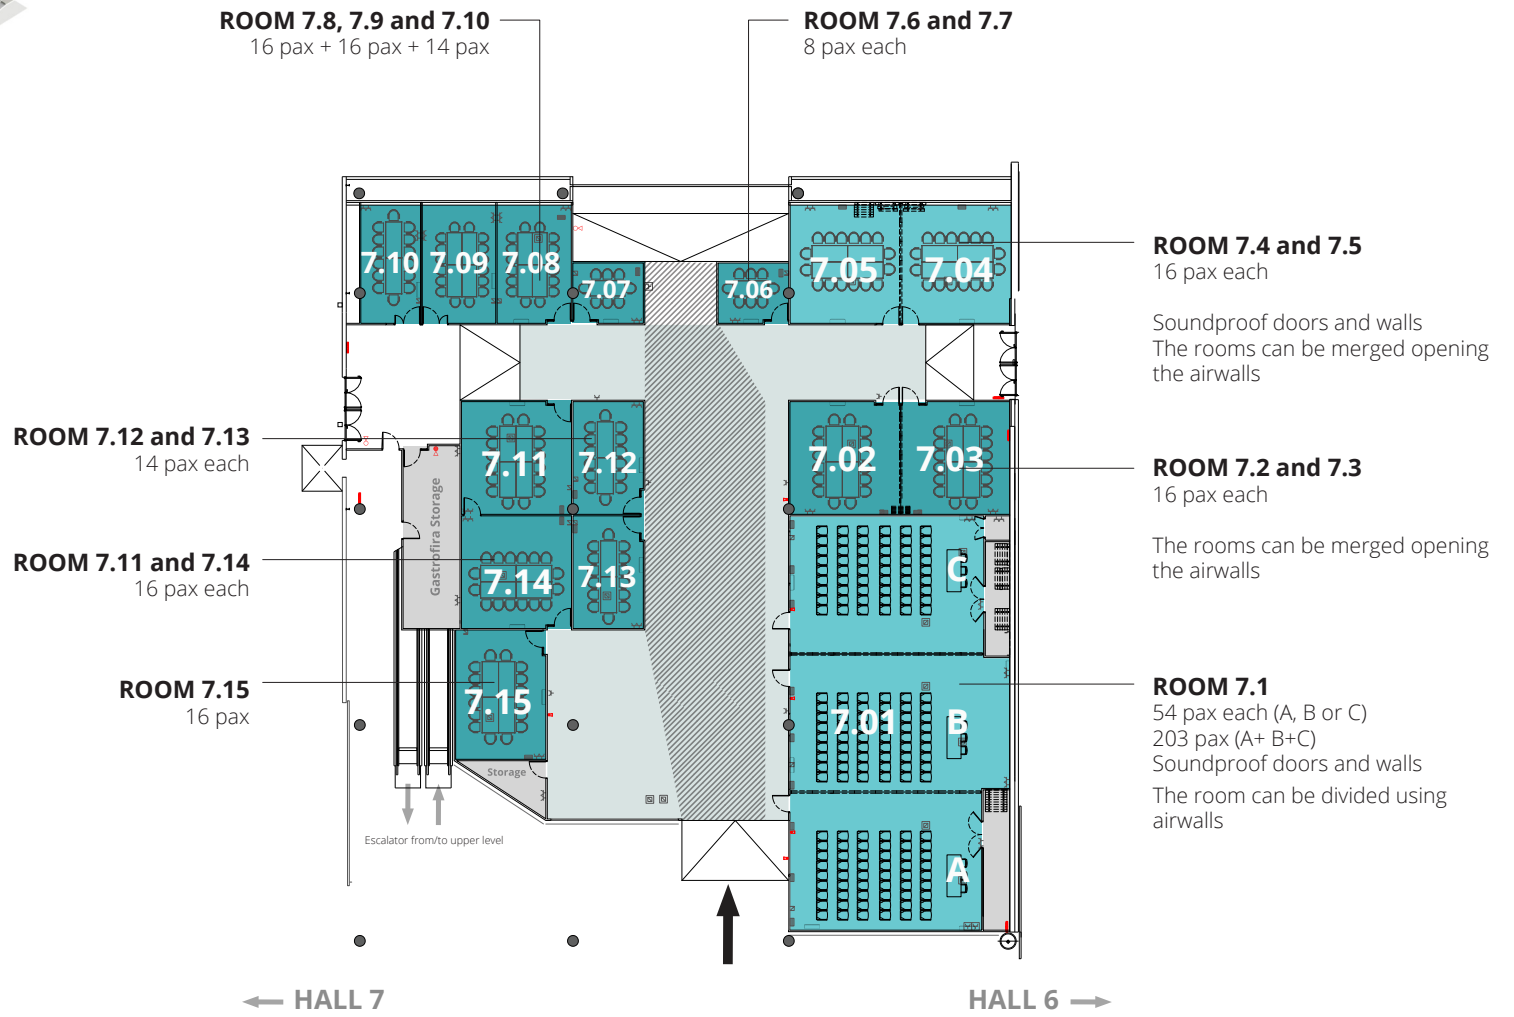 ROOM 7.8, 7.9 and 7.10
16 pax + 16 pax + 14 pax
ROOM 7.6 and 7.7
8 pax each
ROOM 7.4 and 7.5
16 pax each
Soundproof doors and walls
The rooms can be merged opening
the airwalls
7.10
7.09
7.08
7.07
7.06
7.05
7.04
ROOM 7.12 and 7.13
14 pax each
7.11
7.12
7.02
7.03
ROOM 7.2 and 7.3
16 pax each
The rooms can be merged opening
the airwalls
Gastrofira Storage
ROOM 7.11 and 7.14
16 pax each
7.14
7.13
C
ROOM 7.15
16 pax
7.15
7.01
B
ROOM 7.1
54 pax each (A, B or C)
203 pax (A+ B+C)
Soundproof doors and walls
The room can be divided using
airwalls
Storage
A
Escalator from/to upper level
HALL 7
HALL 6